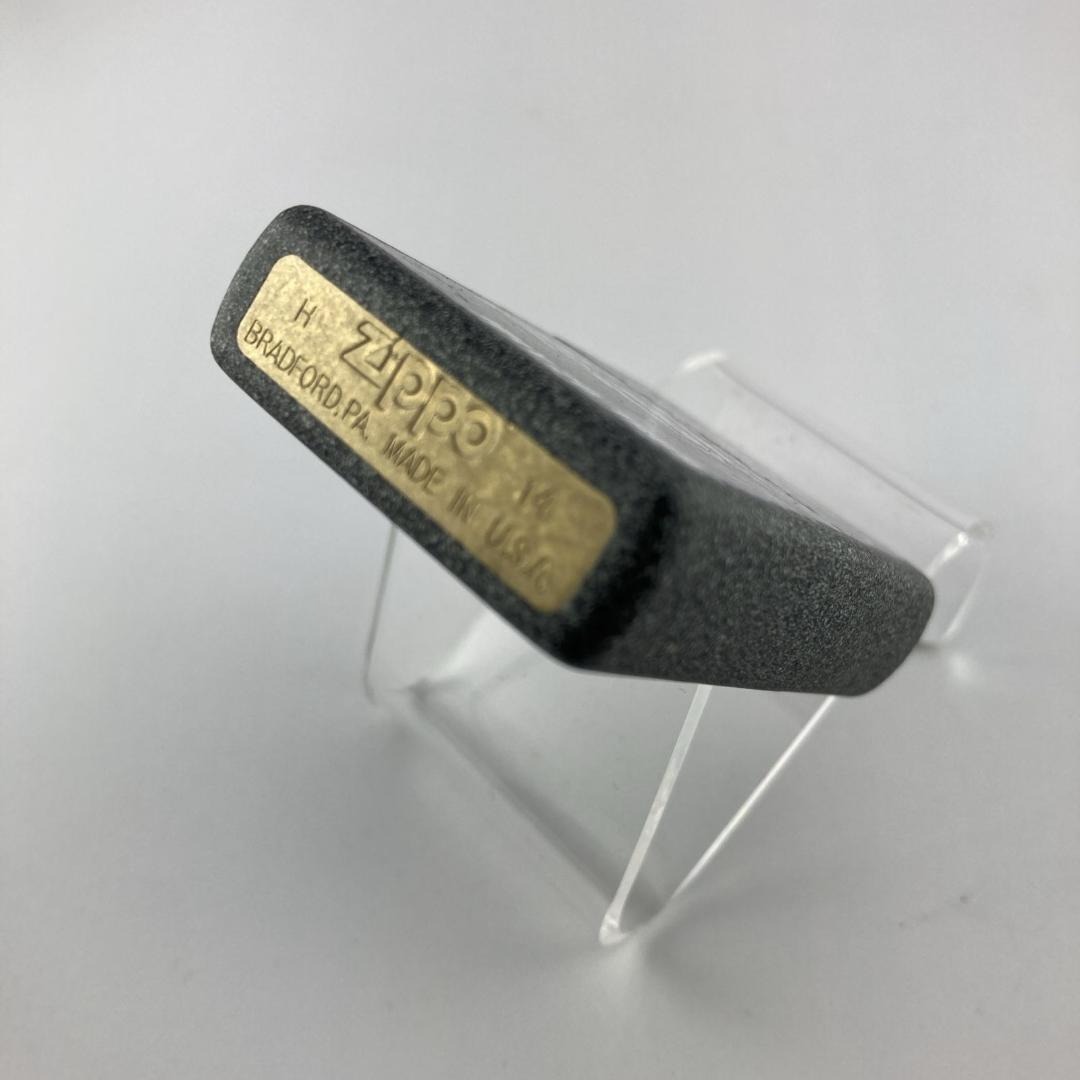 H Zippo 14
BRADFORD, PA. MADE IN U.S.A.